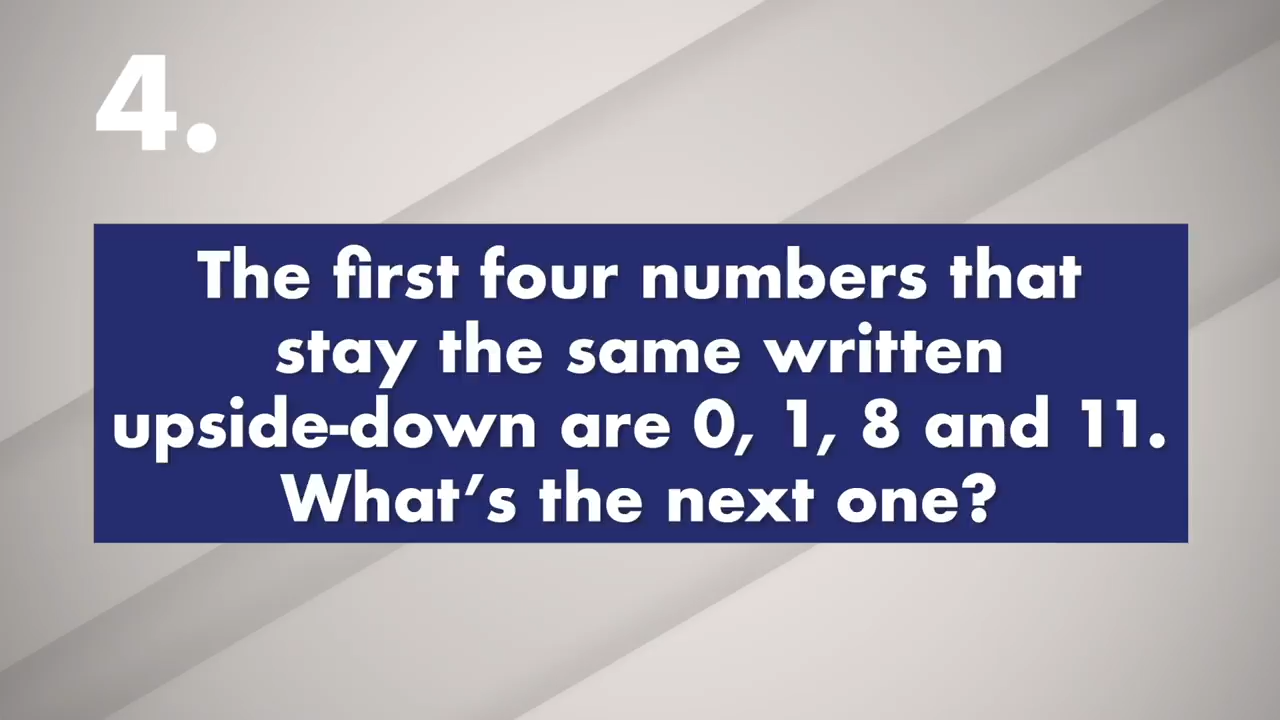 4.
The first four numbers that
stay the same written
upside-down are 0, 1, 8 and 11.
What’s the next one?